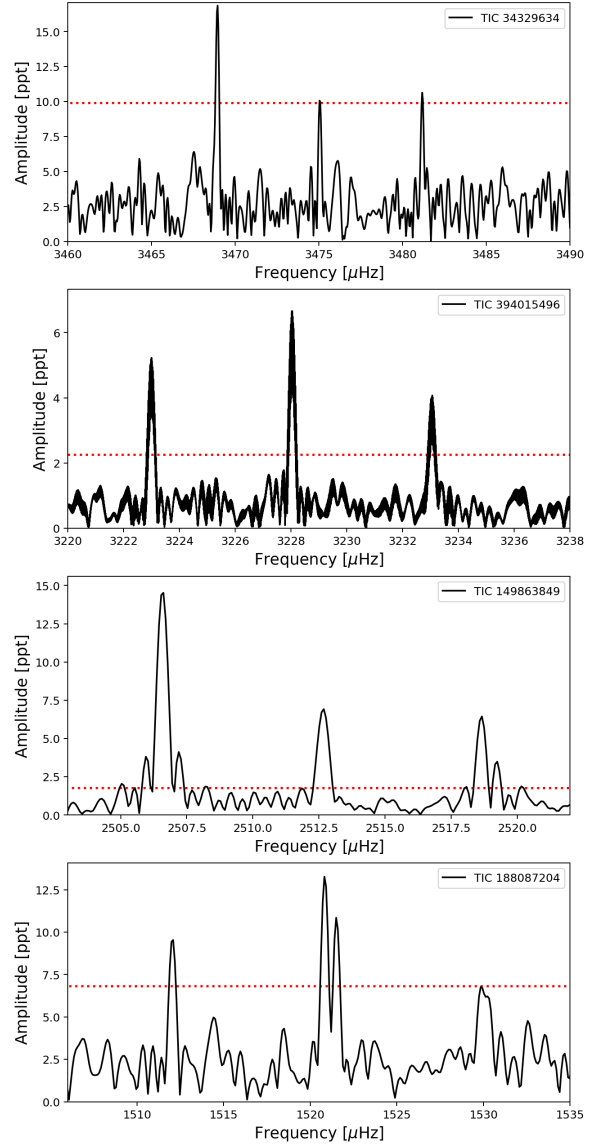 TIC 34329634
Amplitude [ppt]
15.0
12.5
10.0
7.5
5.0
2.5
0.0
3460 3465 3470 3475 3480 3485 3490
Frequency [μHz]
TIC 394015496
Amplitude [ppt]
6
4
2
0
3220 3222 3224 3226 3228 3230 3232 3234 3236 3238
Frequency [μHz]
TIC 149863849
Amplitude [ppt]
15.0
12.5
10.0
7.5
5.0
2.5
0.0
2505.0 2507.5 2510.0 2512.5 2515.0 2517.5 2520.0
Frequency [μHz]
TIC 188087204
Amplitude [ppt]
12.5
10.0
7.5
5.0
2.5
0.0
1510 1515 1520 1525 1530 1535
Frequency [μHz]